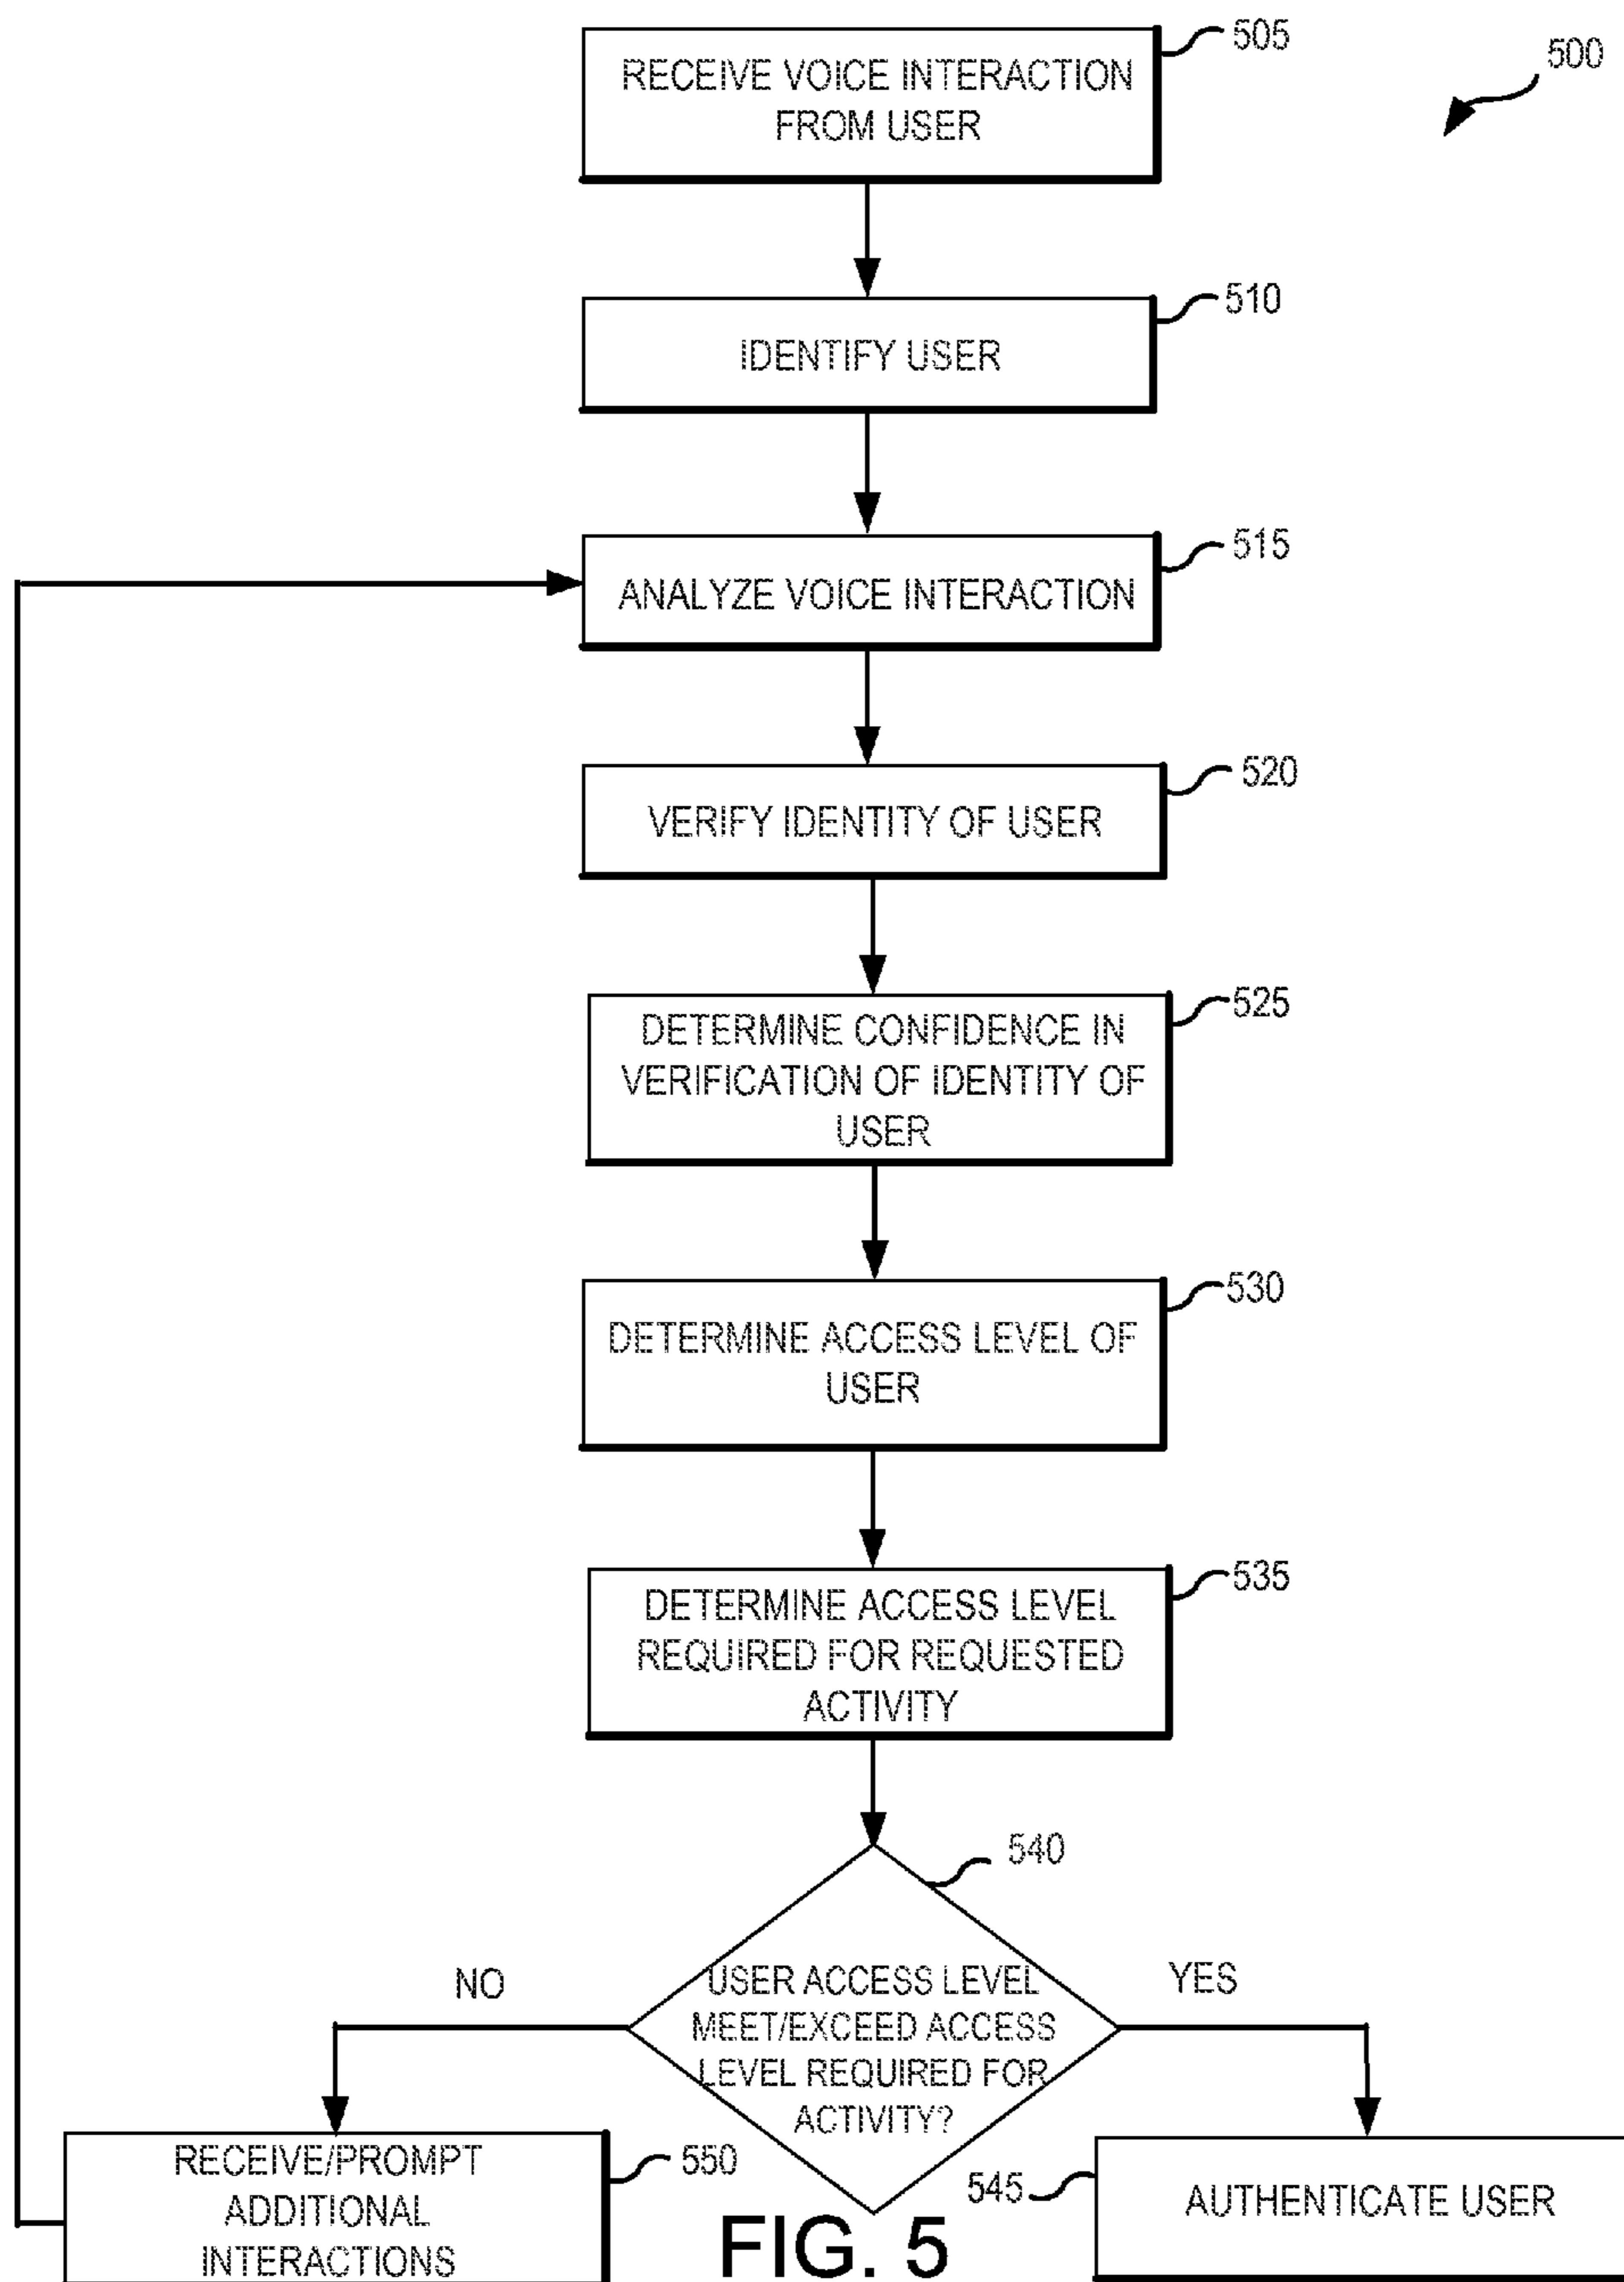 505
500
RECEIVE VOICE INTERACTION
FROM USER
510
IDENTIFY USER
515
ANALYZE VOICE INTERACTION
520
VERIFY IDENTITY OF USER
525
DETERMINE CONFIDENCE IN
VERIFICATION OF IDENTITY OF
USER
530
DETERMINE ACCESS LEVEL OF
USER
535
DETERMINE ACCESS LEVEL
REQUIRED FOR REQUESTED
ACTIVITY
540
NO
YES
USER ACCESS LEVEL
MEET/EXCEED ACCESS
LEVEL REQUIRED FOR
ACTIVITY?
RECEIVE/PROMPT
ADDITIONAL
INTERACTIONS
550
545
AUTHENTICATE USER
FIG. 5